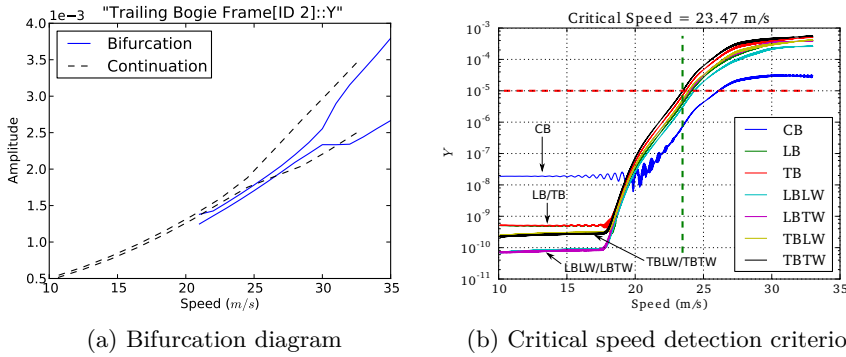 "Trailing Bogie Frame[ID 2]::Y"
4.0 1e−3
3.5
3.0
2.5
2.0
1.5
1.0
0.5
Amplitude
Bifurcation
Continuation
10 15 20 25 30 35
Speed (m/s)
(a) Bifurcation diagram
Critical Speed = 23.47 m/s
10⁻³
10⁻⁴
10⁻⁵
10⁻⁶
10⁻⁷
10⁻⁸
10⁻⁹
10⁻¹⁰
10⁻¹¹
Y
CB
LB/TB
TBLW/TBTW
LBLW/LBTW
CB
LB
TB
LBLW
LBTW
TBLW
TBTW
10 15 20 25 30 35
Speed (m/s)
(b) Critical speed detection criterio